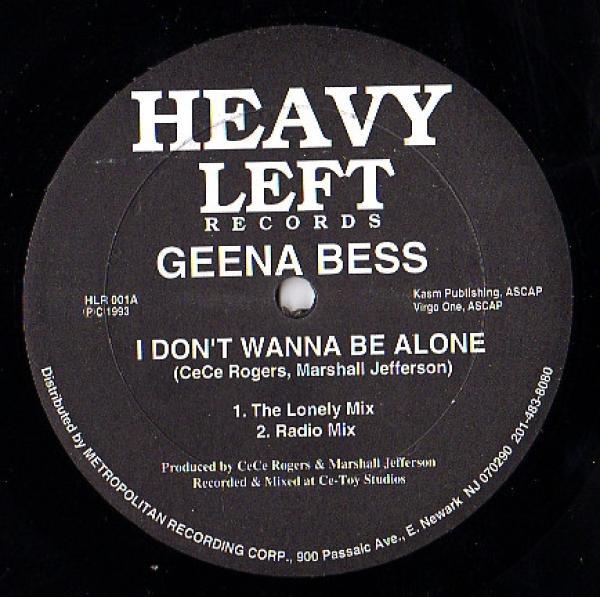 HEAVY
LEFT
RECORDS
GEENA BESS
HLR 001A
(P)C 1993
Kasm Publishing, ASCAP
Virgo One, ASCAP
I DON'T WANNA BE ALONE
(CeCe Rogers, Marshall Jefferson)
1. The Lonely Mix
2. Radio Mix
Produced by CeCe Rogers & Marshall Jefferson
Recorded & Mixed at Ce-Toy Studios
Distributed by METROPOLITAN RECORDING CORP., 900 Passaic Ave., E. Newark NJ 070290 201-483-8080